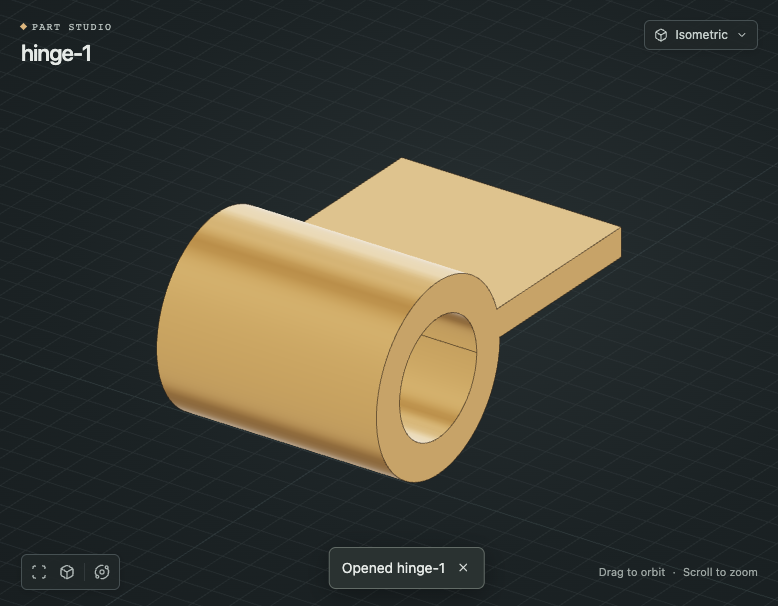 PART STUDIO
hinge-1
Isometric
Opened hinge-1
Drag to orbit · Scroll to zoom